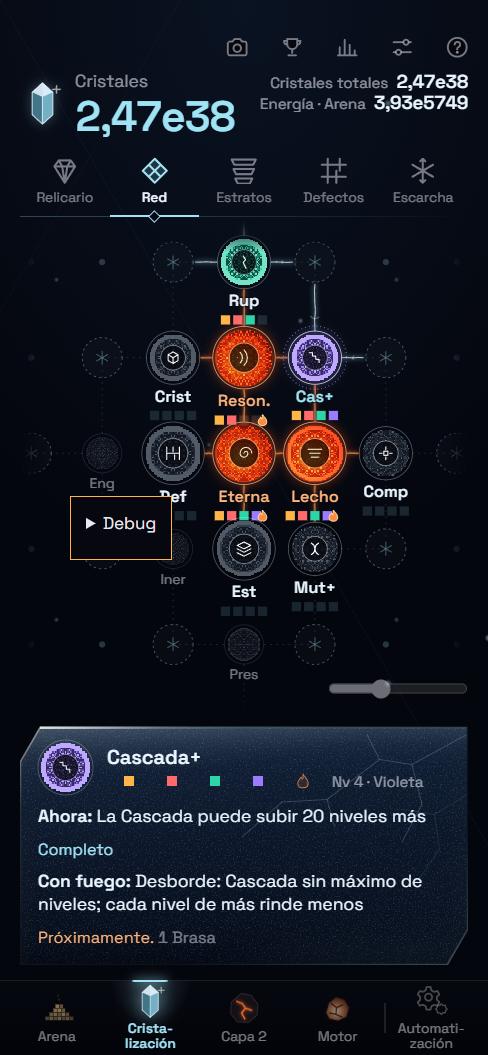 Cristales
2,47e38
Cristales totales 2,47e38
Energía · Arena 3,93e5749
Relicario
Red
Estratos
Defectos
Escarcha
Rup
Crist
Reson.
Cas+
Eng
Def
Eterna
Lecho
Comp
▶ Debug
Iner
Est
Mut+
Pres
Cascada+
Nv 4 · Violeta
Ahora: La Cascada puede subir 20 niveles más
Completo
Con fuego: Desborde: Cascada sin máximo de
niveles; cada nivel de más rinde menos
Próximamente. 1 Brasa
Arena
Crista-
lización
Capa 2
Motor
Automati-
zación